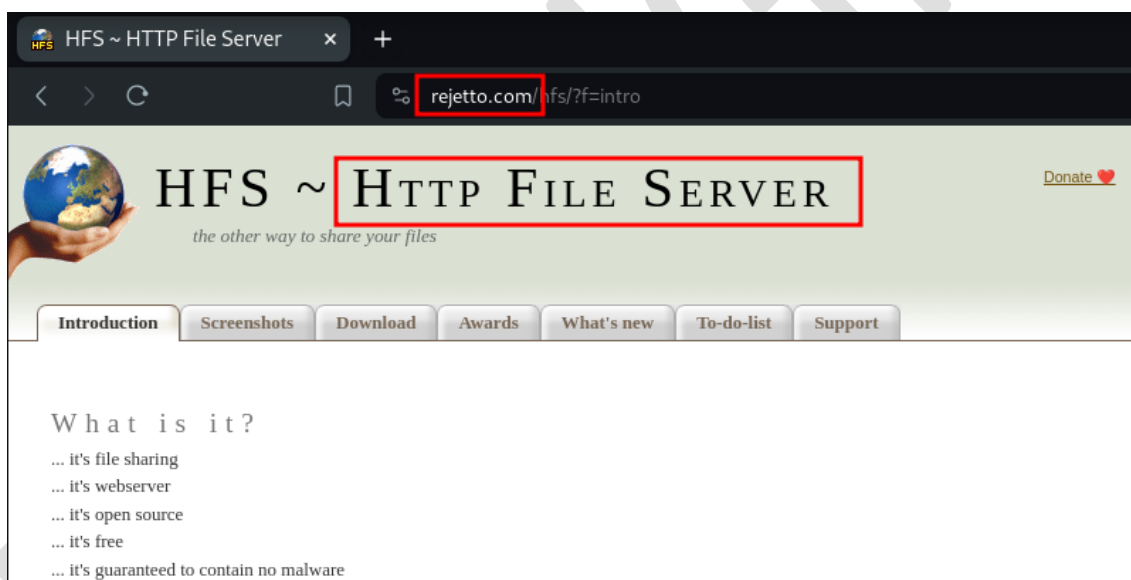 HFS HFS ~ HTTP File Server × +
rejetto.com/hfs/?f=intro
HFS ~ HTTP FILE SERVER
Donate ❤️
the other way to share your files
Introduction Screenshots Download Awards What's new To-do-list Support
What is it?
... it's file sharing
... it's webserver
... it's open source
... it's free
... it's guaranteed to contain no malware